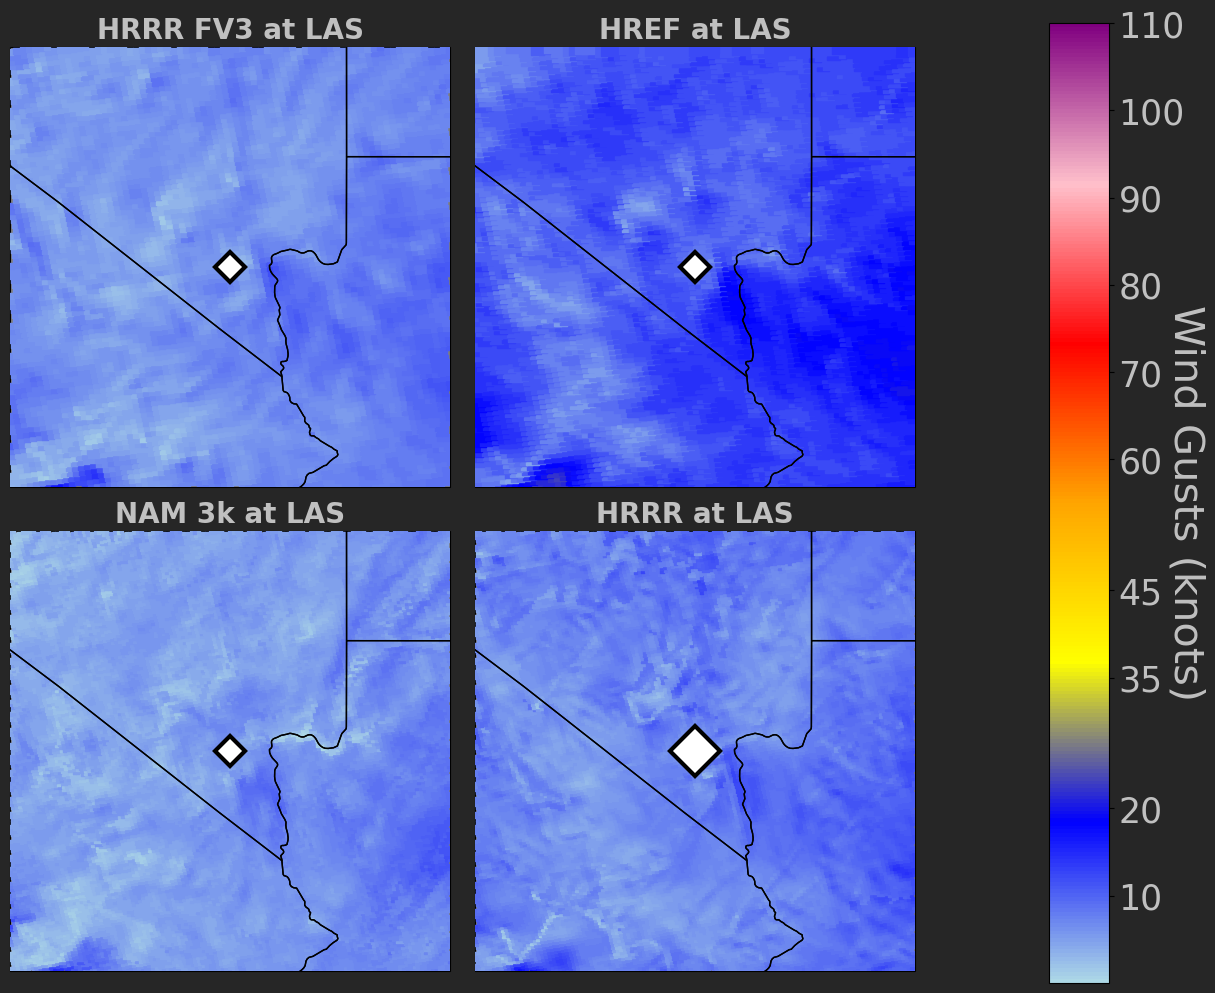 HRRR FV3 at LAS
HREF at LAS
NAM 3k at LAS
HRRR at LAS
110
100
90
80
70
60
45
35
20
10
Wind Gusts (knots)